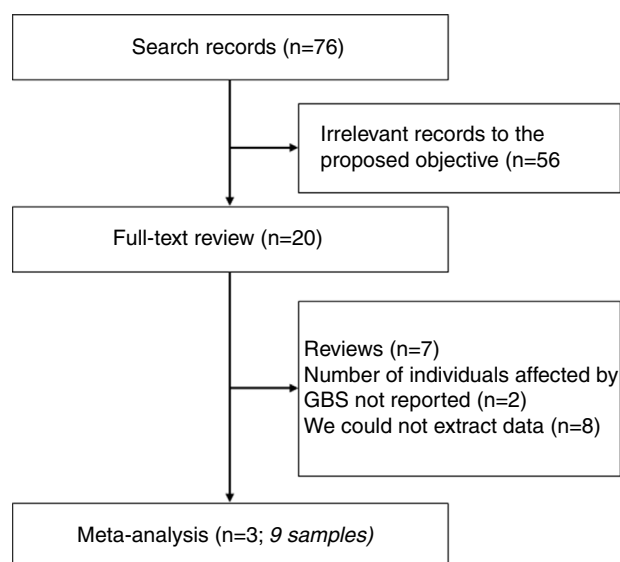 Search records (n=76)
Irrelevant records to the
proposed objective (n=56
Full-text review (n=20)
Reviews (n=7)
Number of individuals affected by
GBS not reported (n=2)
We could not extract data (n=8)
Meta-analysis (n=3; 9 samples)